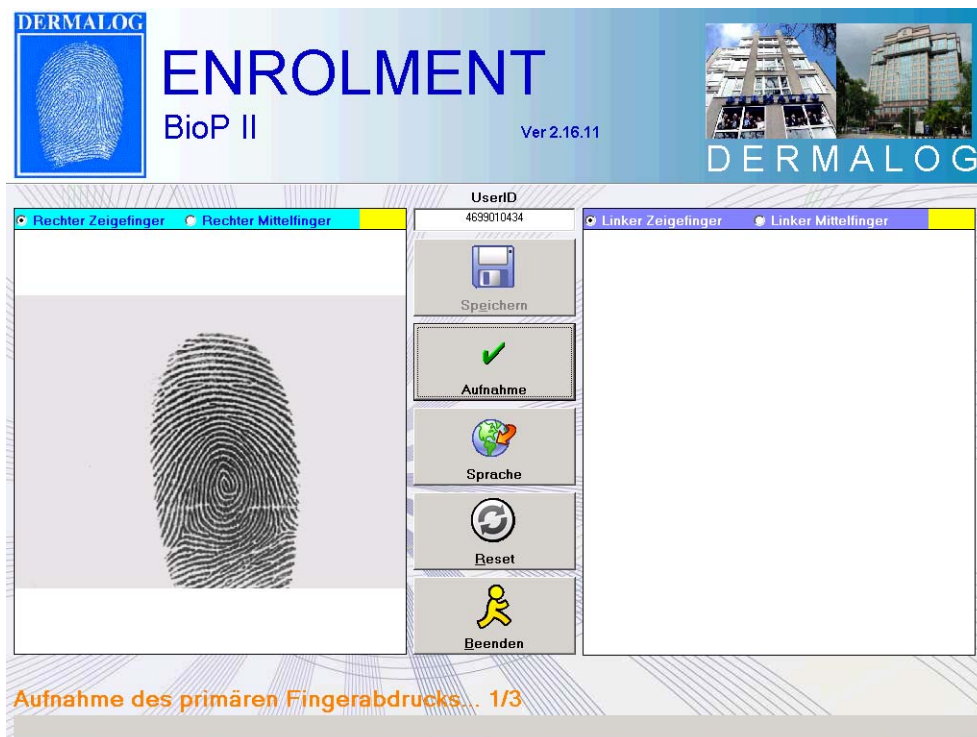 DERMALOG
ENROLMENT
BioP II
Ver 2.16.11
DERMALOG
Rechter Zeigefinger Rechter Mittelfinger
UserID
4699010434
Linker Zeigefinger Linker Mittelfinger
Speichern
Aufnahme
Sprache
Reset
Beenden
Aufnahme des primären Fingerabdrucks... 1/3